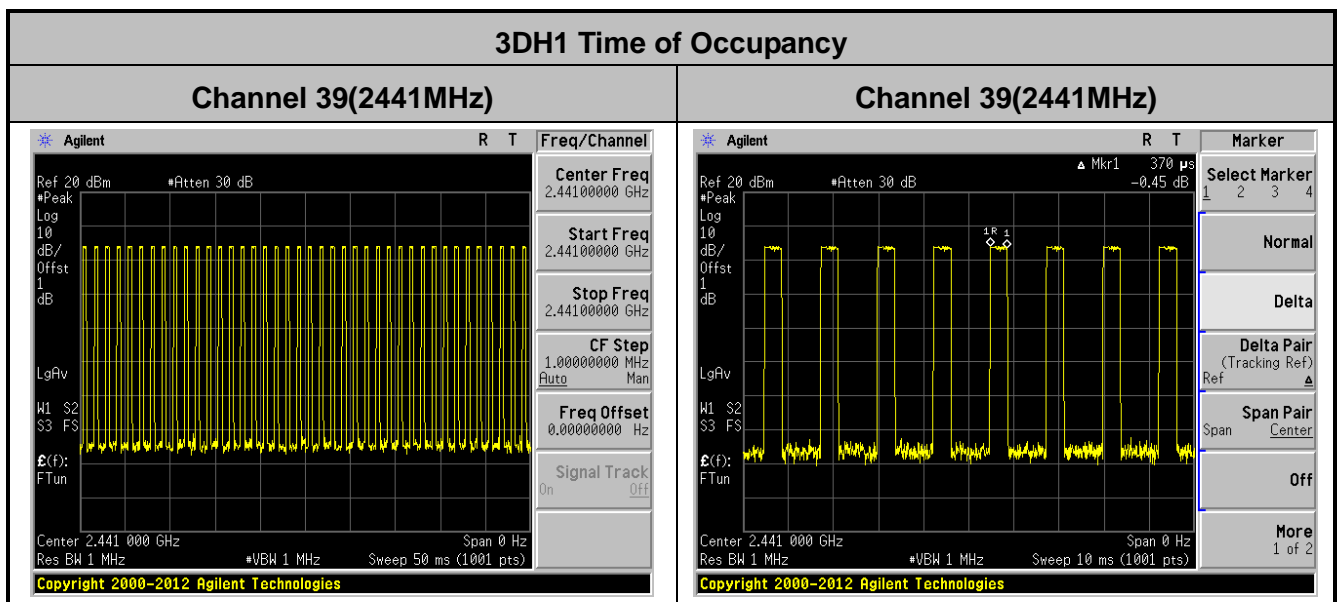 3DH1 Time of Occupancy
Channel 39(2441MHz)
Channel 39(2441MHz)
Agilent R T Freq/Channel
Ref 20 dBm #Atten 30 dB
#Peak
Log
10
dB/
Offst
1
dB
LgAv
W1 S2
S3 FS
£(f):
FTun
Center 2.441 000 GHz Span 0 Hz
Res BW 1 MHz #VBW 1 MHz Sweep 50 ms (1001 pts)
Copyright 2000-2012 Agilent Technologies
Center Freq
2.44100000 GHz
Start Freq
2.44100000 GHz
Stop Freq
2.44100000 GHz
CF Step
1.00000000 MHz
Auto Man
Freq Offset
0.00000000 Hz
Signal Track
On Off
Agilent R T Marker
Δ Mkr1 370 µs
Ref 20 dBm #Atten 30 dB -0.45 dB
#Peak
Log
10
dB/
Offst
1
dB
1R 1
LgAv
W1 S2
S3 FS
£(f):
FTun
Center 2.441 000 GHz Span 0 Hz
Res BW 1 MHz #VBW 1 MHz Sweep 10 ms (1001 pts)
Copyright 2000-2012 Agilent Technologies
Select Marker
1 2 3 4
Normal
Delta
Delta Pair
(Tracking Ref)
Ref Δ
Span Pair
Span Center
Off
More
1 of 2